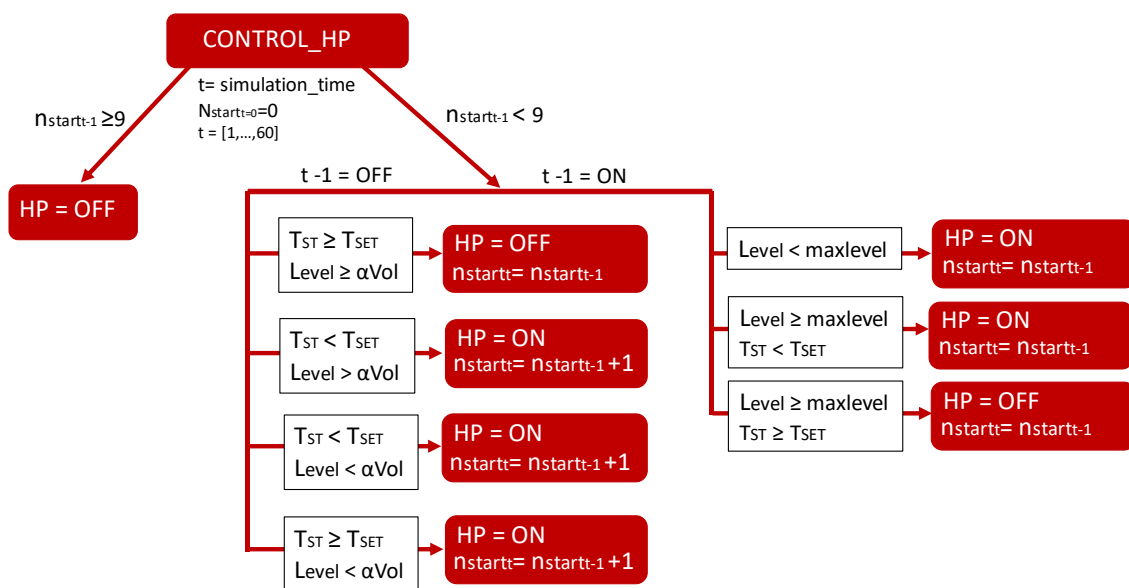 CONTROL_HP
t= simulation_time
Nstartt=0=0
t = [1,...,60]
nstartt-1 ≥9
nstartt-1 < 9
HP = OFF
t -1 = OFF
t -1 = ON
TST ≥ TSET
Level ≥ αVol
HP = OFF
nstartt= nstartt-1
TST < TSET
Level > αVol
HP = ON
nstartt= nstartt-1 +1
TST < TSET
Level < αVol
HP = ON
nstartt= nstartt-1 +1
TST ≥ TSET
Level < αVol
HP = ON
nstartt= nstartt-1 +1
Level < maxlevel
HP = ON
nstartt= nstartt-1
Level ≥ maxlevel
TST < TSET
HP = ON
nstartt= nstartt-1
Level ≥ maxlevel
TST ≥ TSET
HP = OFF
nstartt= nstartt-1